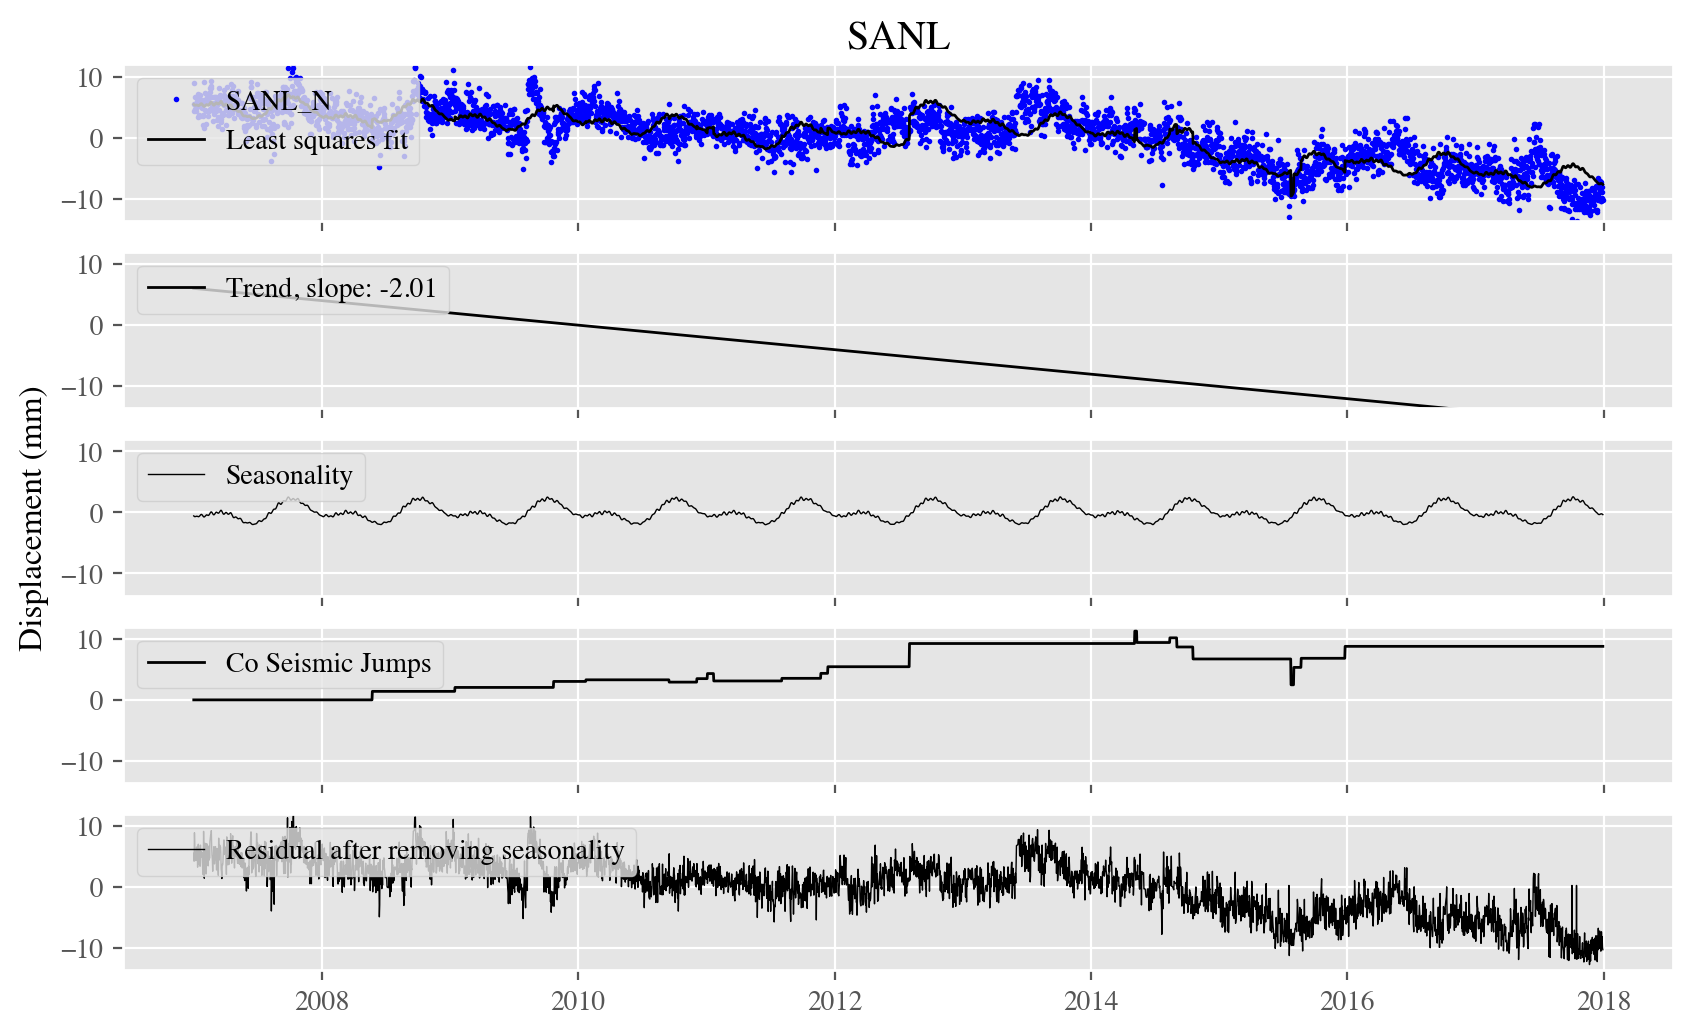 SANL
10
0
−10
SANL_N
Least squares fit
10
0
−10
Trend, slope: -2.01
Displacement (mm)
10
0
−10
Seasonality
10
0
−10
Co Seismic Jumps
10
0
−10
Residual after removing seasonality
2008 2010 2012 2014 2016 2018